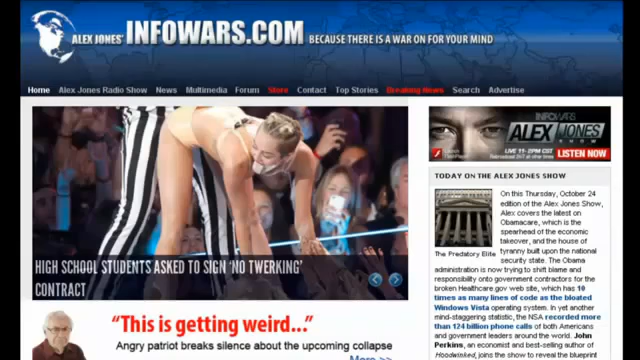 ALEX JONES' INFOWARS.COM BECAUSE THERE IS A WAR ON FOR YOUR MIND
Home Alex Jones Radio Show News Multimedia Forum Store Contact Top Stories Breaking News Search Advertise
HIGH SCHOOL STUDENTS ASKED TO SIGN 'NO TWERKING'
CONTRACT
"This is getting weird..."
Angry patriot breaks silence about the upcoming collapse
More >>
INFOWARS
ALEX JONES
SHOW
LIVE 11-2PM CST
LISTEN NOW
TODAY ON THE ALEX JONES SHOW
The Predatory Elite
On this Thursday, October 24
edition of the Alex Jones Show,
Alex covers the latest on
Obamacare, which is the
spearhead of the economic
takeover, and the house of
tyranny built upon the national
security state. The Obama
administration is now trying to shift blame and
responsibility onto government contractors for the
broken Healthcare.gov web site, which has 10
times as many lines of code as the bloated
Windows Vista operating system. In yet another
mind-staggering statistic, the NSA recorded more
than 124 billion phone calls of both Americans
and government leaders around the world. John
Perkins, an economist and best-selling author of
Hoodwinked, joins the show to reveal the blueprint